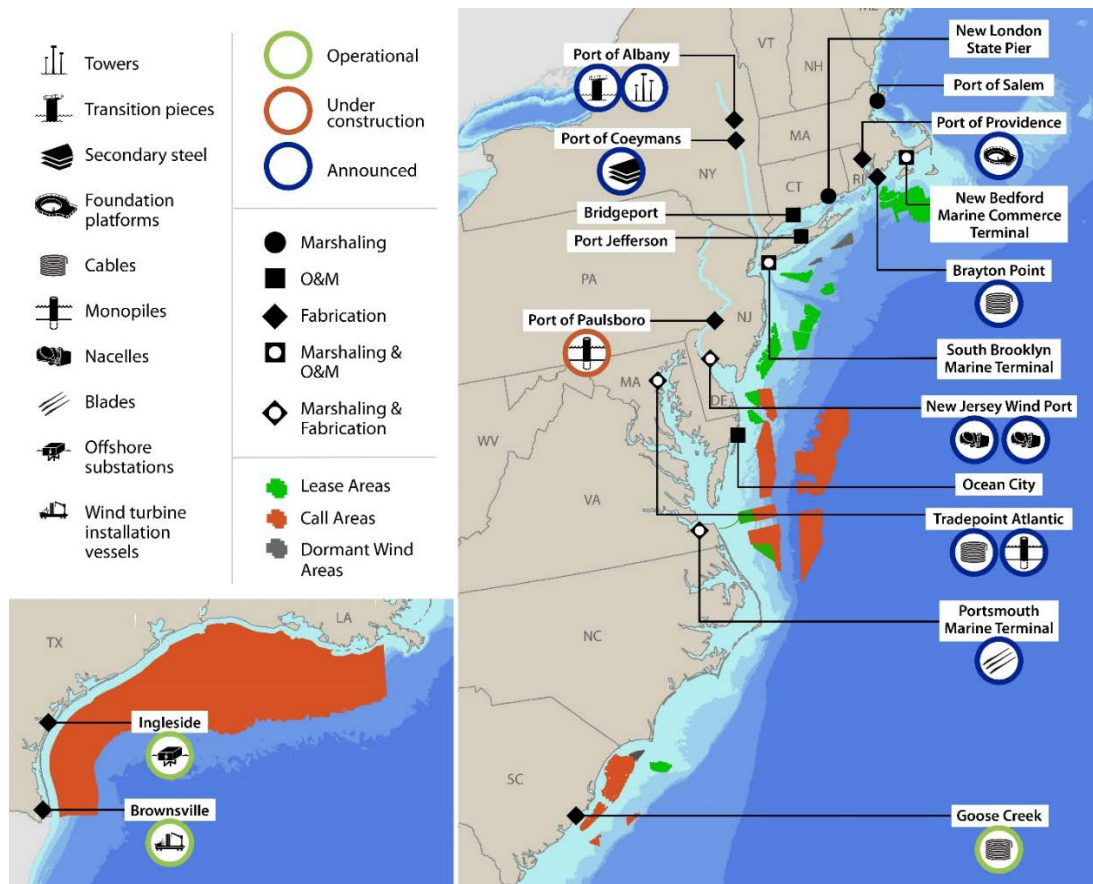 Towers
Transition pieces
Secondary steel
Foundation
platforms
Cables
Monopiles
Nacelles
Blades
Offshore
substations
Wind turbine
installation
vessels
Operational
Under
construction
Announced
Marshaling
O&M
Fabrication
Marshaling &
O&M
Marshaling &
Fabrication
Lease Areas
Call Areas
Dormant Wind
Areas
TX
LA
Ingleside
Brownsville
ME
VT
NH
MA
NY
CT
RI
PA
NJ
MA
DE
WV
VA
NC
SC
Port of Albany
Port of Coeymans
Bridgeport
Port Jefferson
Port of Paulsboro
New London
State Pier
Port of Salem
Port of Providence
New Bedford
Marine Commerce
Terminal
Brayton Point
South Brooklyn
Marine Terminal
New Jersey Wind Port
Ocean City
Tradepoint Atlantic
Portsmouth
Marine Terminal
Goose Creek